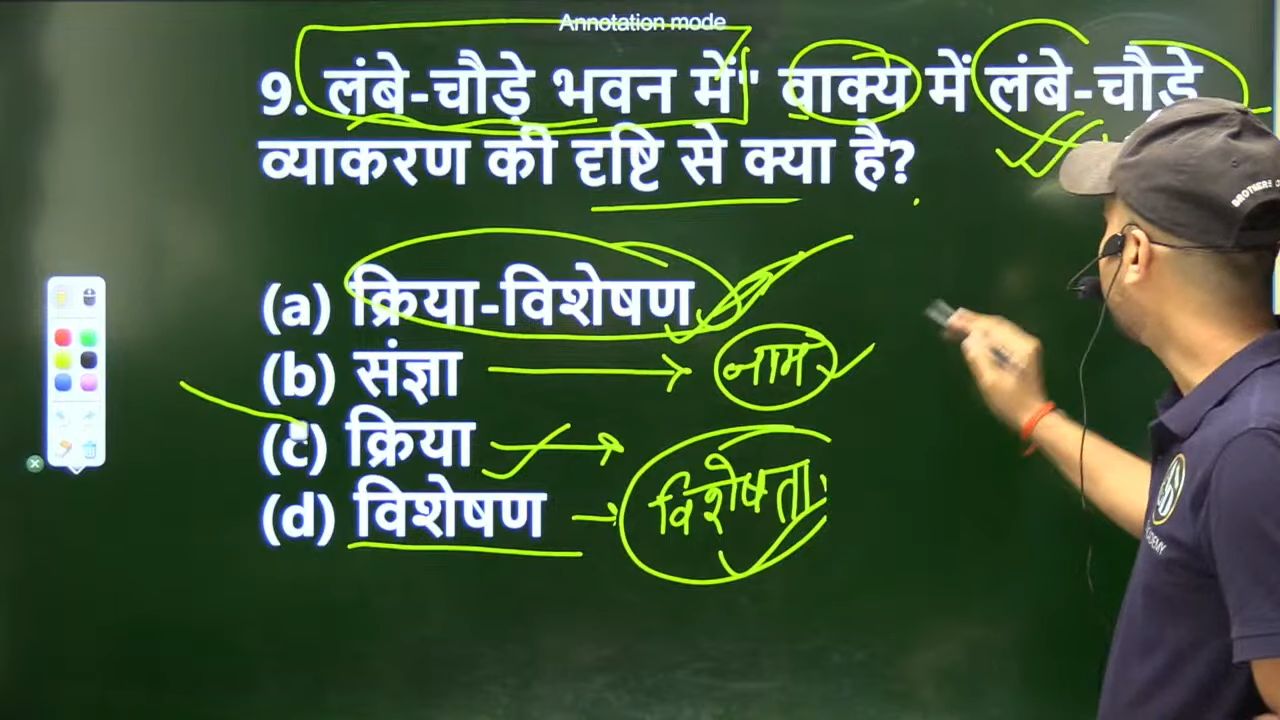 Annotation mode
9. लंबे-चौड़े भवन में" वाक्य में लंबे-चौड़े
व्याकरण की दृष्टि से क्या है?
(a) क्रिया-विशेषण
(b) संज्ञा नाम
(c) क्रिया
(d) विशेषण विशेषता